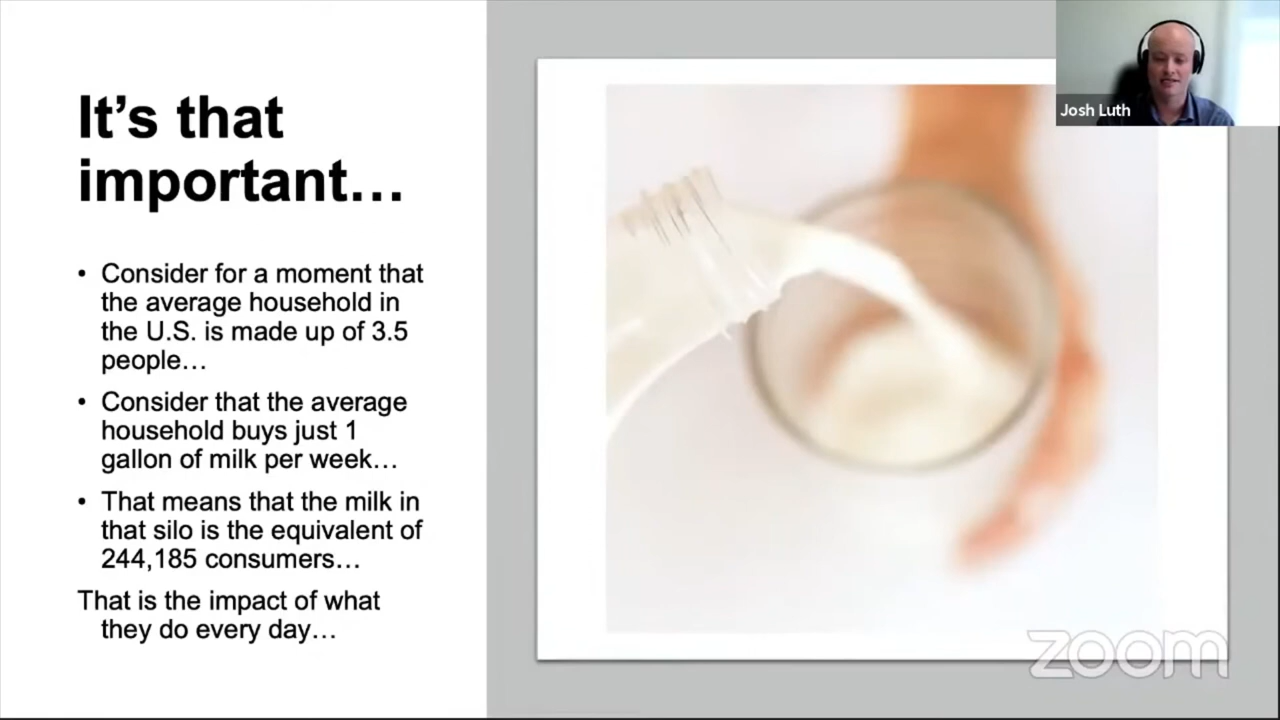 It’s that
important…
• Consider for a moment that
the average household in
the U.S. is made up of 3.5
people…
• Consider that the average
household buys just 1
gallon of milk per week…
• That means that the milk in
that silo is the equivalent of
244,185 consumers…
That is the impact of what
they do every day…
Josh Luth
zoom